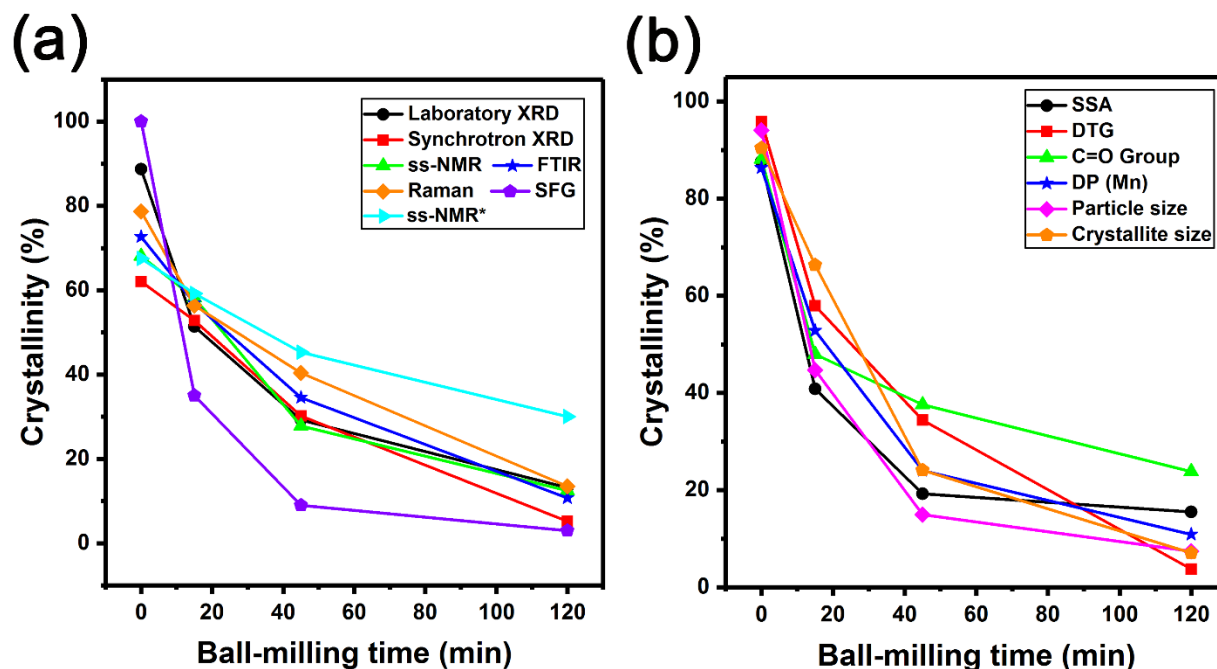 (a)
Crystallinity (%)
100
80
60
40
20
0
Laboratory XRD
Synchrotron XRD
ss-NMR FTIR
Raman SFG
ss-NMR*
0 20 40 60 80 100 120
Ball-milling time (min)
(b)
Crystallinity (%)
100
80
60
40
20
0
SSA
DTG
C=O Group
DP (Mn)
Particle size
Crystallite size
0 20 40 60 80 100 120
Ball-milling time (min)